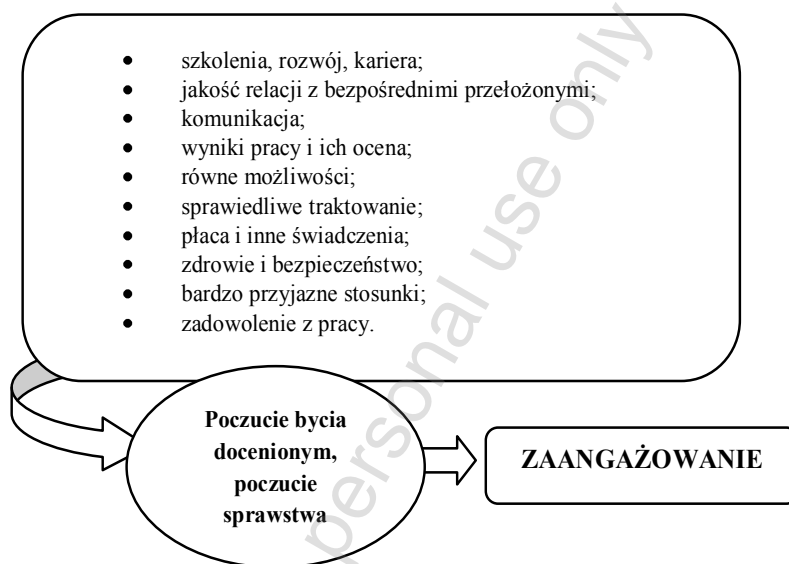 • szkolenia, rozwój, kariera;
• jakość relacji z bezpośrednimi przełożonymi;
• komunikacja;
• wyniki pracy i ich ocena;
• równe możliwości;
• sprawiedliwe traktowanie;
• płaca i inne świadczenia;
• zdrowie i bezpieczeństwo;
• bardzo przyjazne stosunki;
• zadowolenie z pracy.
Poczucie bycia
docenionym,
poczucie
sprawstwa
ZAANGAŻOWANIE
personal use only